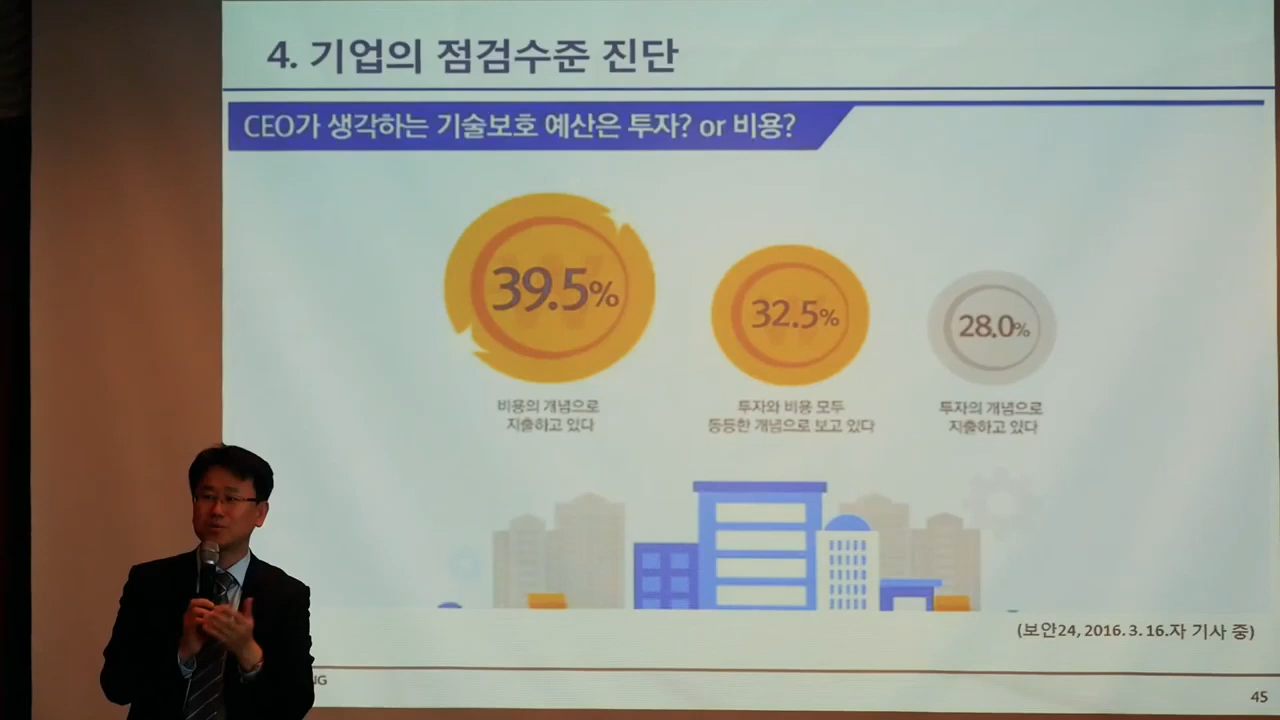 4. 기업의 점검수준 진단
CEO가 생각하는 기술보호 예산은 투자? or 비용?
39.5%
32.5%
28.0%
비용의 개념으로
지출하고 있다
투자와 비용 모두
동등한 개념으로 보고 있다
투자의 개념으로
지출하고 있다
(보안24, 2016. 3. 16.자 기사 중)
45